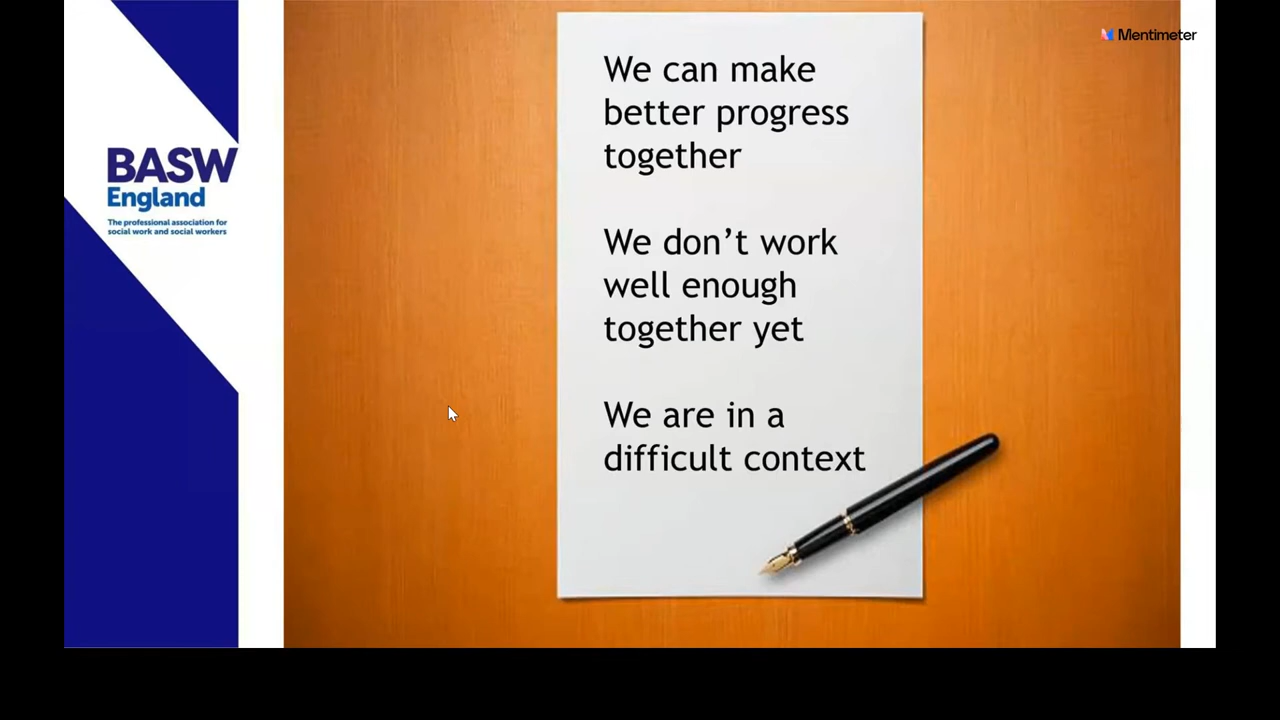 Mentimeter
We can make
better progress
together
We don’t work
well enough
together yet
We are in a
difficult context
BASW
England
The professional association for
social work and social workers